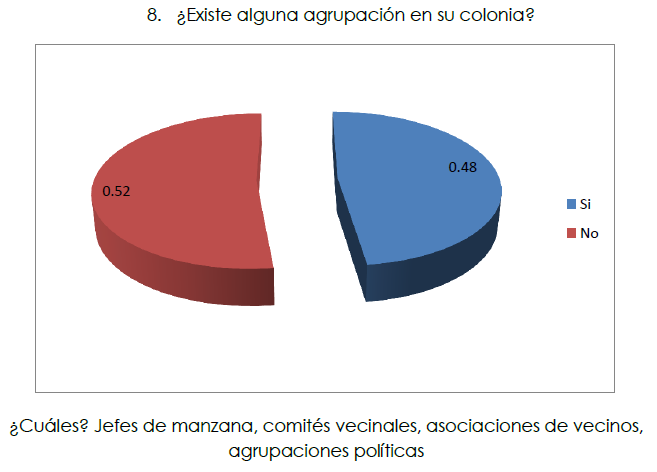 8. ¿Existe alguna agrupación en su colonia?
0.52
0.48
Si
No
¿Cuáles? Jefes de manzana, comités vecinales, asociaciones de vecinos,
agrupaciones políticas